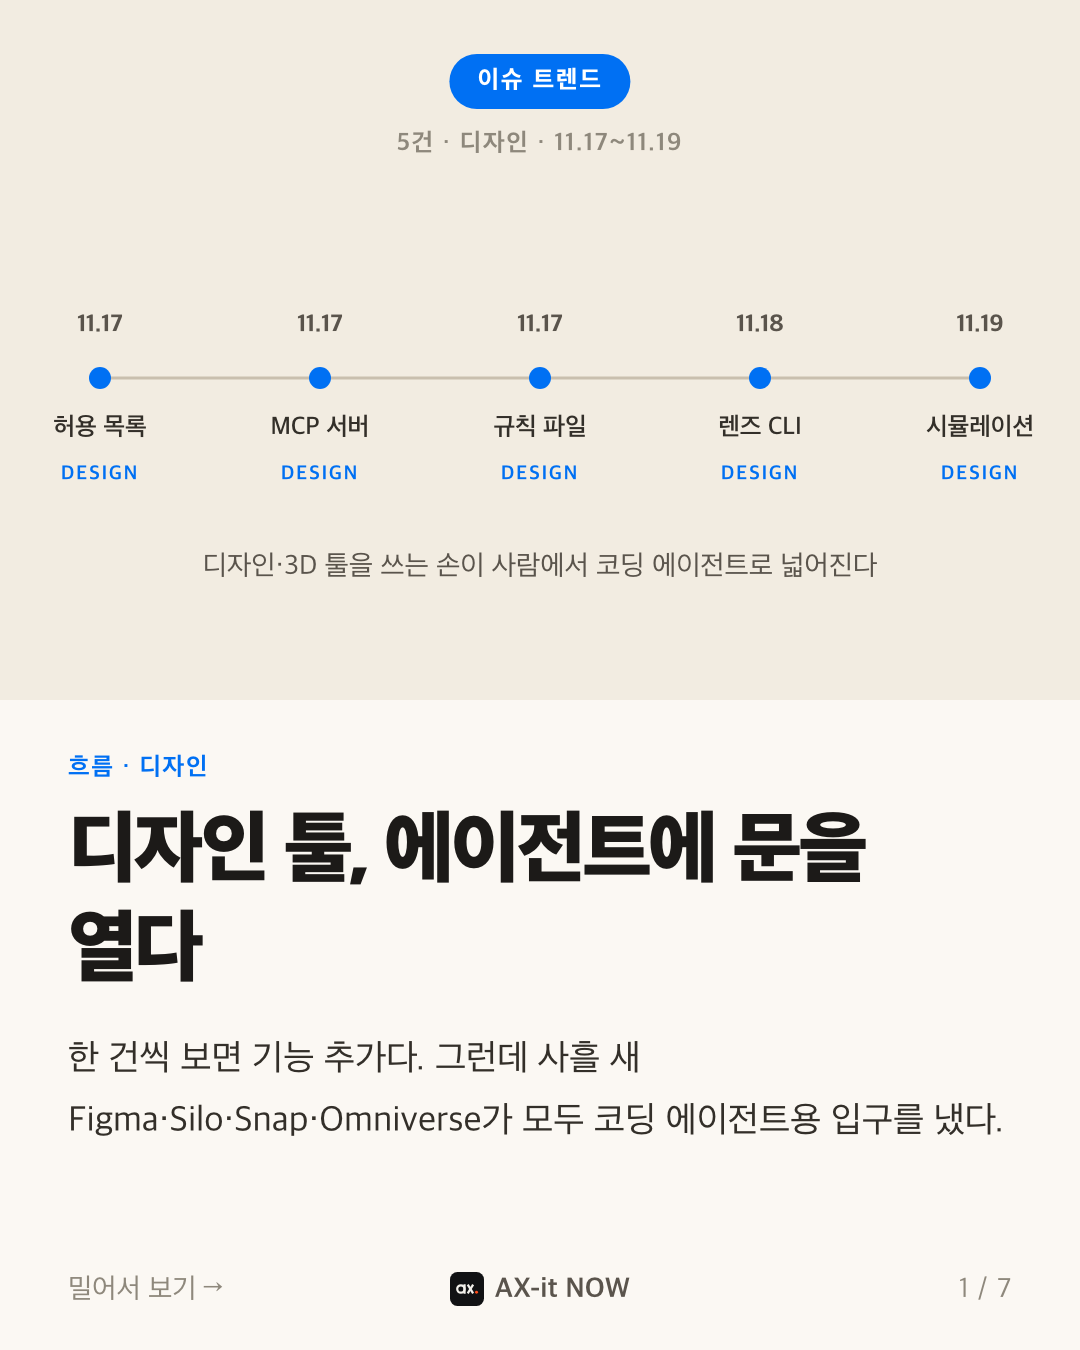 이슈 트렌드
5건 · 디자인 · 11.17~11.19
11.17 11.17 11.17 11.18 11.19
허용 목록 MCP 서버 규칙 파일 렌즈 CLI 시뮬레이션
DESIGN DESIGN DESIGN DESIGN DESIGN
디자인·3D 툴을 쓰는 손이 사람에서 코딩 에이전트로 넓어진다
흐름 · 디자인
디자인 툴, 에이전트에 문을
열다
한 건씩 보면 기능 추가다. 그런데 사흘 새
Figma·Silo·Snap·Omniverse가 모두 코딩 에이전트용 입구를 냈다.
밀어서 보기 → ax. AX-it NOW 1 / 7